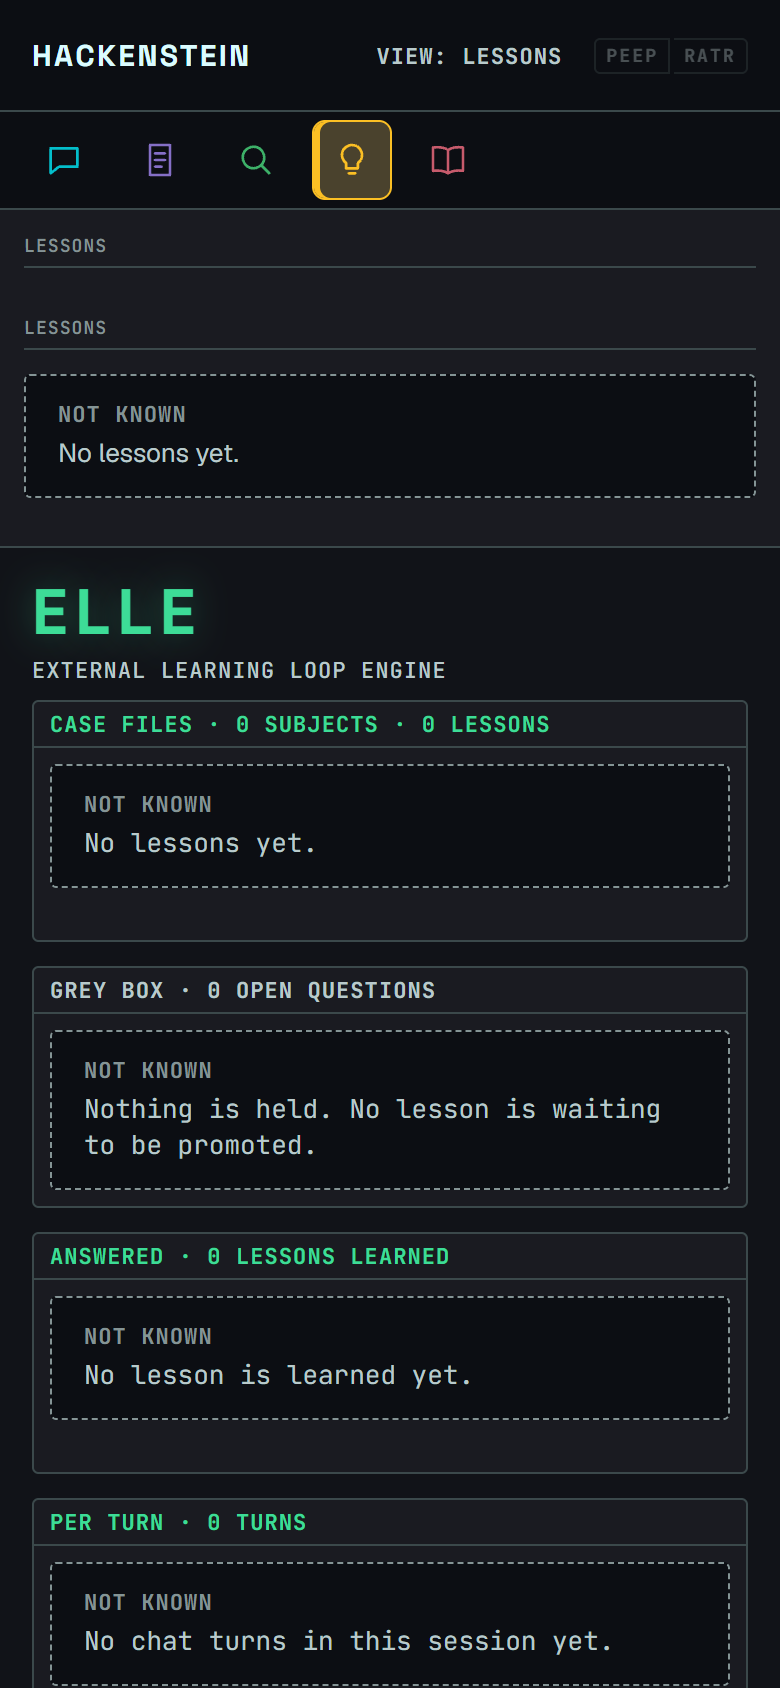 HACKENSTEIN
VIEW: LESSONS
PEEP
RATR
LESSONS
LESSONS
NOT KNOWN
No lessons yet.
ELLE
EXTERNAL LEARNING LOOP ENGINE
CASE FILES · 0 SUBJECTS · 0 LESSONS
NOT KNOWN
No lessons yet.
GREY BOX · 0 OPEN QUESTIONS
NOT KNOWN
Nothing is held. No lesson is waiting
to be promoted.
ANSWERED · 0 LESSONS LEARNED
NOT KNOWN
No lesson is learned yet.
PER TURN · 0 TURNS
NOT KNOWN
No chat turns in this session yet.